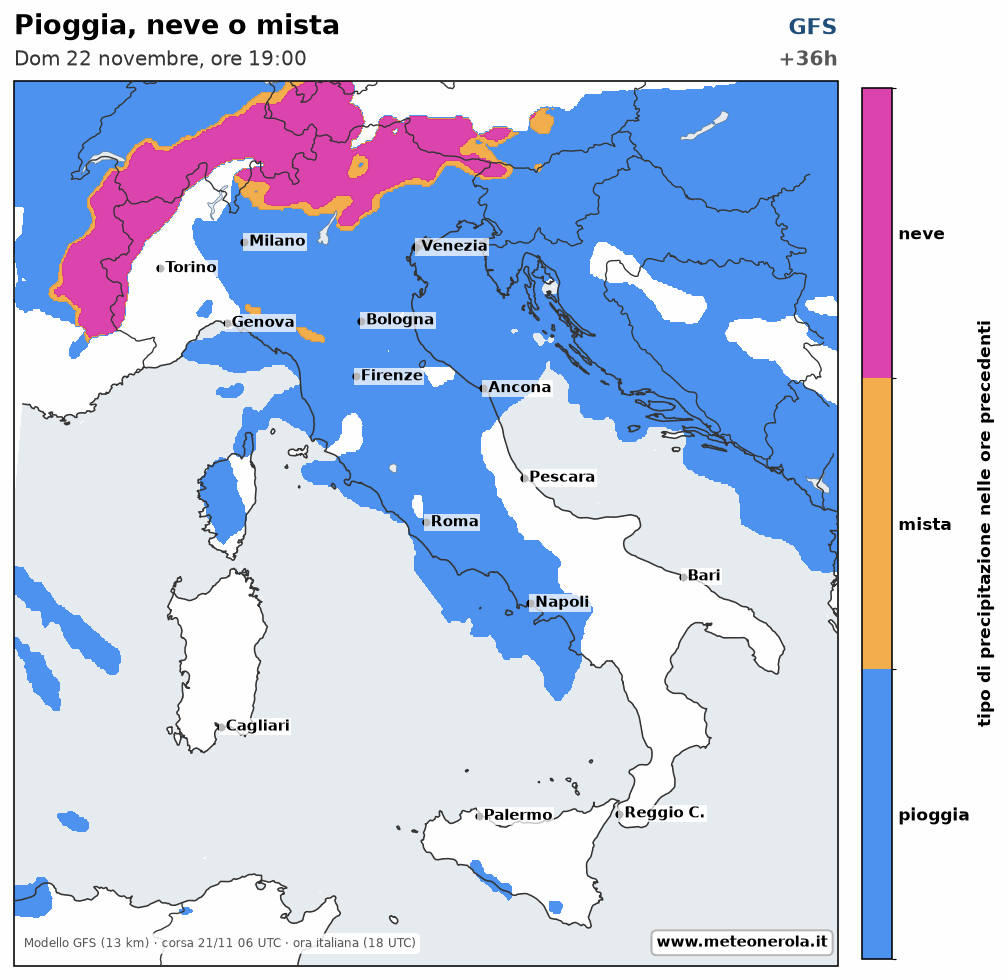 Pioggia, neve o mista
GFS
Dom 22 novembre, ore 19:00
+36h
neve
mista
pioggia
tipo di precipitazione nelle ore precedenti
Milano
Venezia
Torino
Genova
Bologna
Firenze
Ancona
Pescara
Roma
Bari
Napoli
Cagliari
Palermo
Reggio C.
Modello GFS (13 km) · corsa 21/11 06 UTC · ora italiana (18 UTC)
www.meteonerola.it